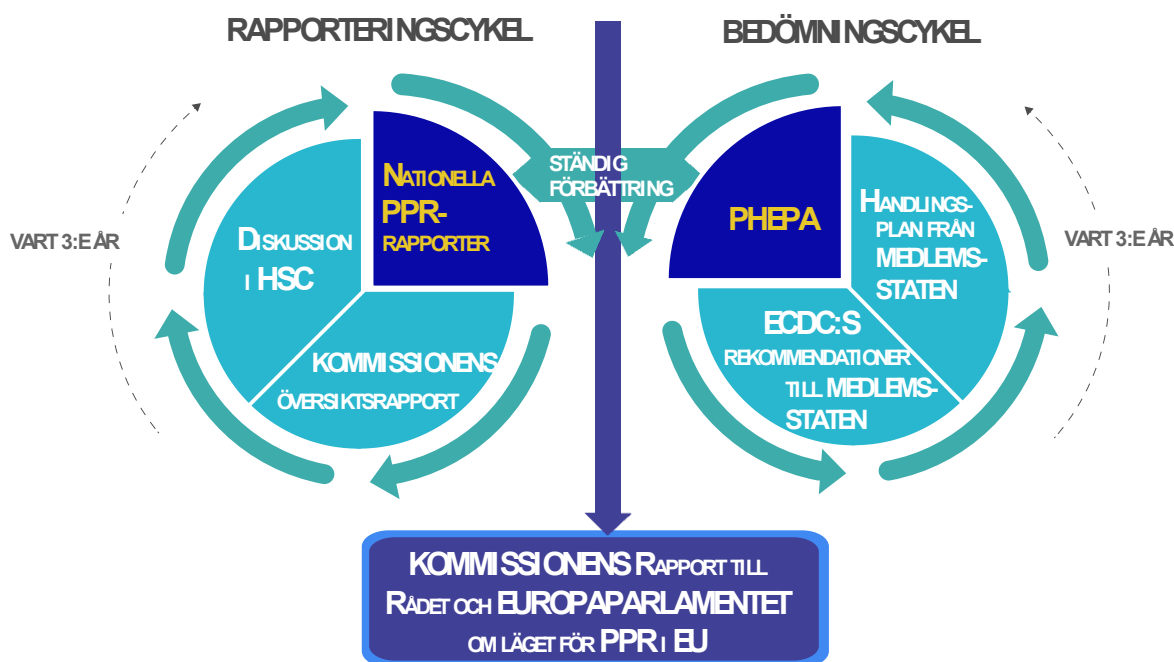 RAPPORTERINGSCYKEL
BEDÖMNINGSCYKEL
VART 3:E ÅR
NATIONELLA
PPR-
RAPPORTER
DISKUSSION
I HSC
KOMMISSIONENS
ÖVERSIKTSRAPPORT
STÄNDIG
FÖRBÄTTRING
PHEPA
HANDLINGS-
PLAN FRÅN
MEDLEMS-
STATEN
ECDC:S
REKOMMENDATIONER
TILL MEDLEMS-
STATEN
VART 3:E ÅR
KOMMISSIONENS RAPPORT TILL
RÅDET OCH EUROPAPARLAMENTET
OM LÄGET FÖR PPR I EU